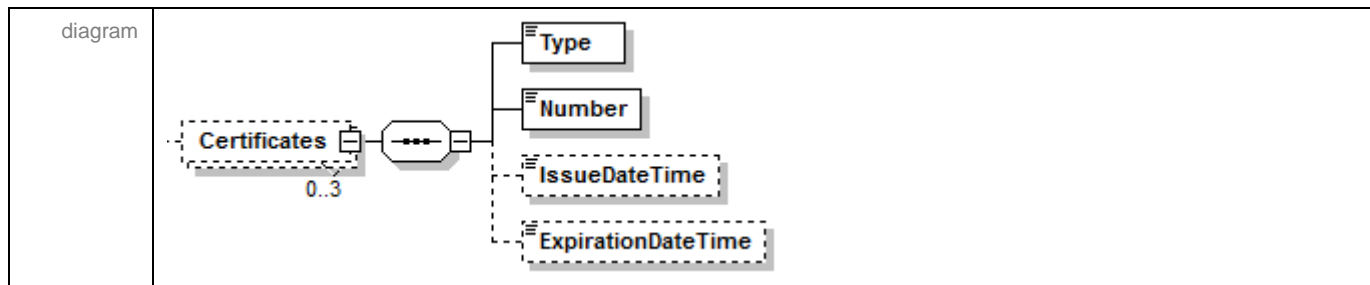 diagram
Type
Number
Certificates
0..3
IssueDateTime
ExpirationDateTime